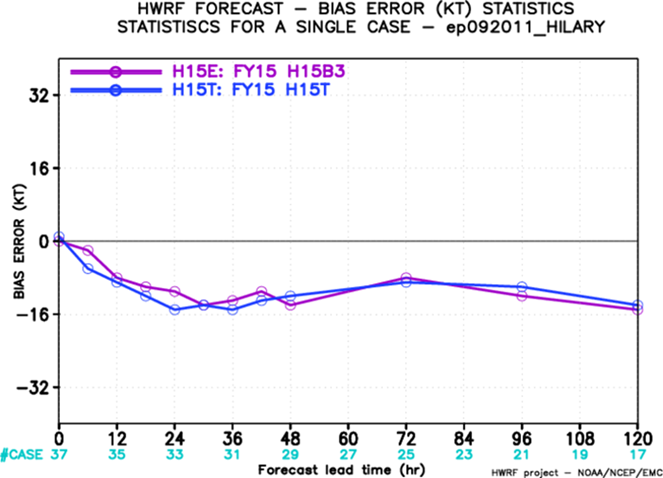 HWRF FORECAST – BIAS ERROR (KT) STATISTICS
STATISTISCS FOR A SINGLE CASE – ep092011_HILARY
H15E: FY15 H15B3
H15T: FY15 H15T
BIAS ERROR (KT)
32
16
0
−16
−32
0 12 24 36 48 60 72 84 96 108 120
#CASE 37 35 33 31 29 27 25 23 21 19 17
Forecast lead time (hr)
HWRF project – NOAA/NCEP/EMC